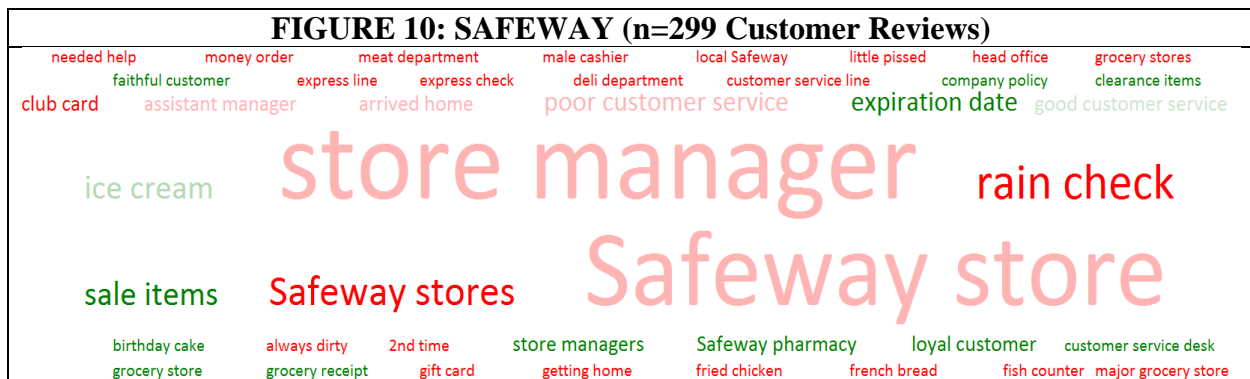 FIGURE 10: SAFEWAY (n=299 Customer Reviews)
needed help money order meat department male cashier local Safeway little pissed head office grocery stores
faithful customer express line express check deli department customer service line company policy clearance items
club card assistant manager arrived home poor customer service expiration date good customer service
ice cream store manager rain check
sale items Safeway stores Safeway store
birthday cake always dirty 2nd time store managers Safeway pharmacy loyal customer customer service desk
grocery store grocery receipt gift card getting home fried chicken french bread fish counter major grocery store